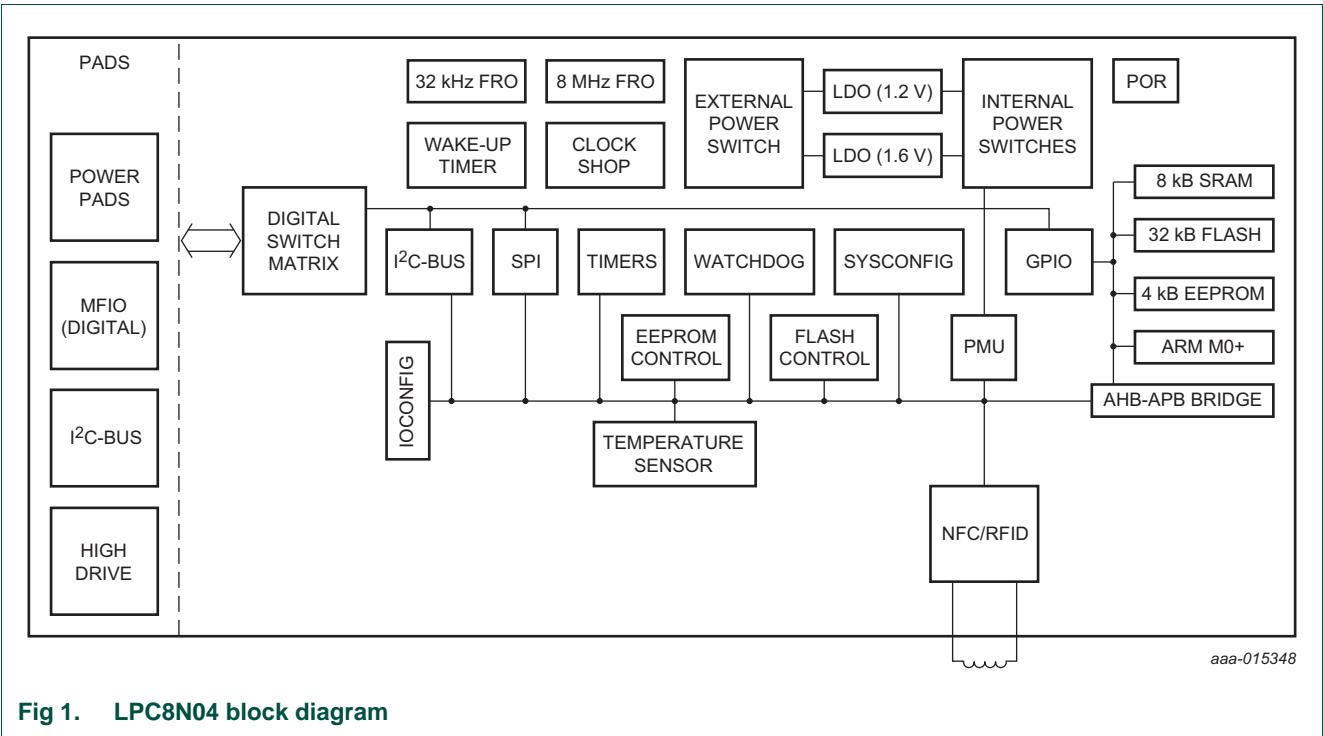 PADS
POWER
PADS
MFIO
(DIGITAL)
I2C-BUS
HIGH
DRIVE
32 kHz FRO
8 MHz FRO
WAKE-UP
TIMER
CLOCK
SHOP
EXTERNAL
POWER
SWITCH
LDO (1.2 V)
LDO (1.6 V)
INTERNAL
POWER
SWITCHES
POR
DIGITAL
SWITCH
MATRIX
I2C-BUS
SPI
TIMERS
WATCHDOG
SYSCONFIG
GPIO
8 kB SRAM
32 kB FLASH
4 kB EEPROM
ARM M0+
AHB-APB BRIDGE
IOCONFIG
EEPROM
CONTROL
FLASH
CONTROL
PMU
TEMPERATURE
SENSOR
NFC/RFID
aaa-015348
Fig 1. LPC8N04 block diagram